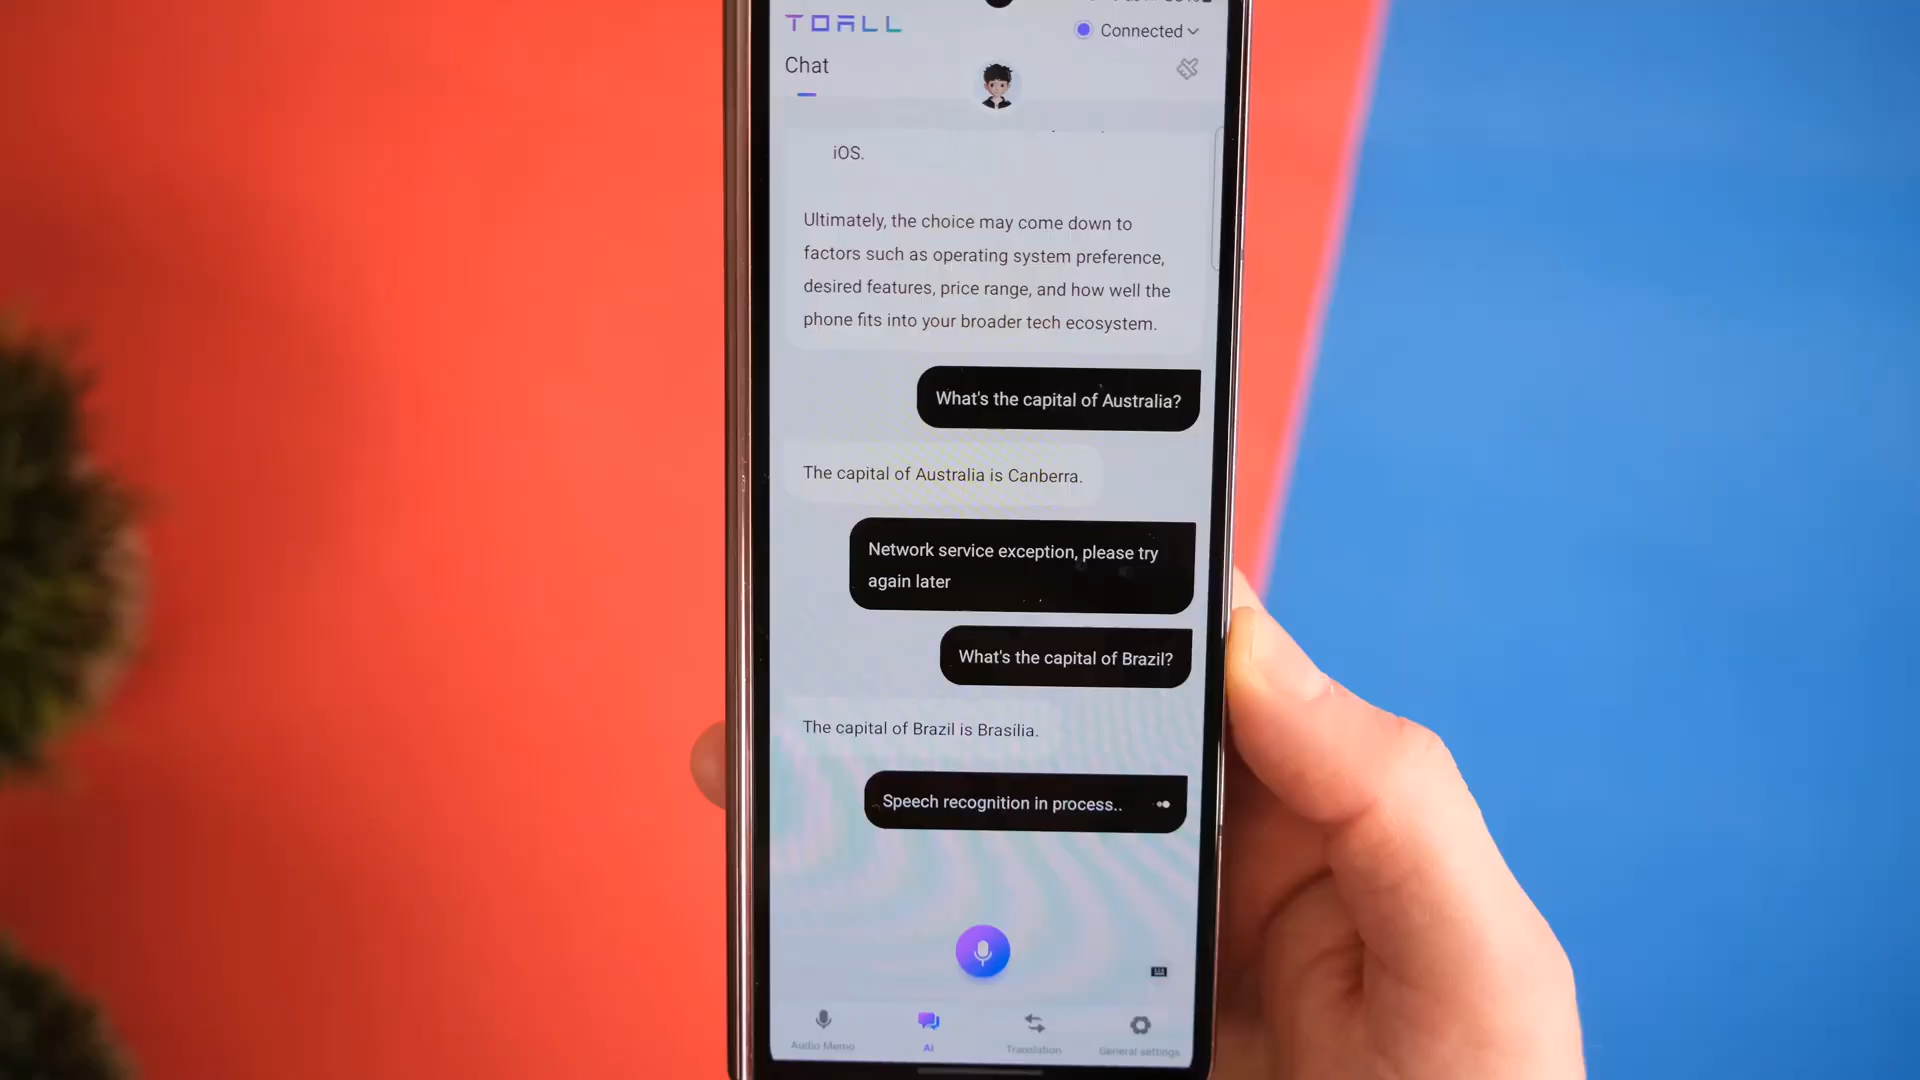 TOALL
Connected
Chat
iOS.
Ultimately, the choice may come down to
factors such as operating system preference,
desired features, price range, and how well the
phone fits into your broader tech ecosystem.
What's the capital of Australia?
The capital of Australia is Canberra.
Network service exception, please try
again later
What's the capital of Brazil?
The capital of Brazil is Brasília.
Speech recognition in process..
Audio Memo
AI
Translation
General settings